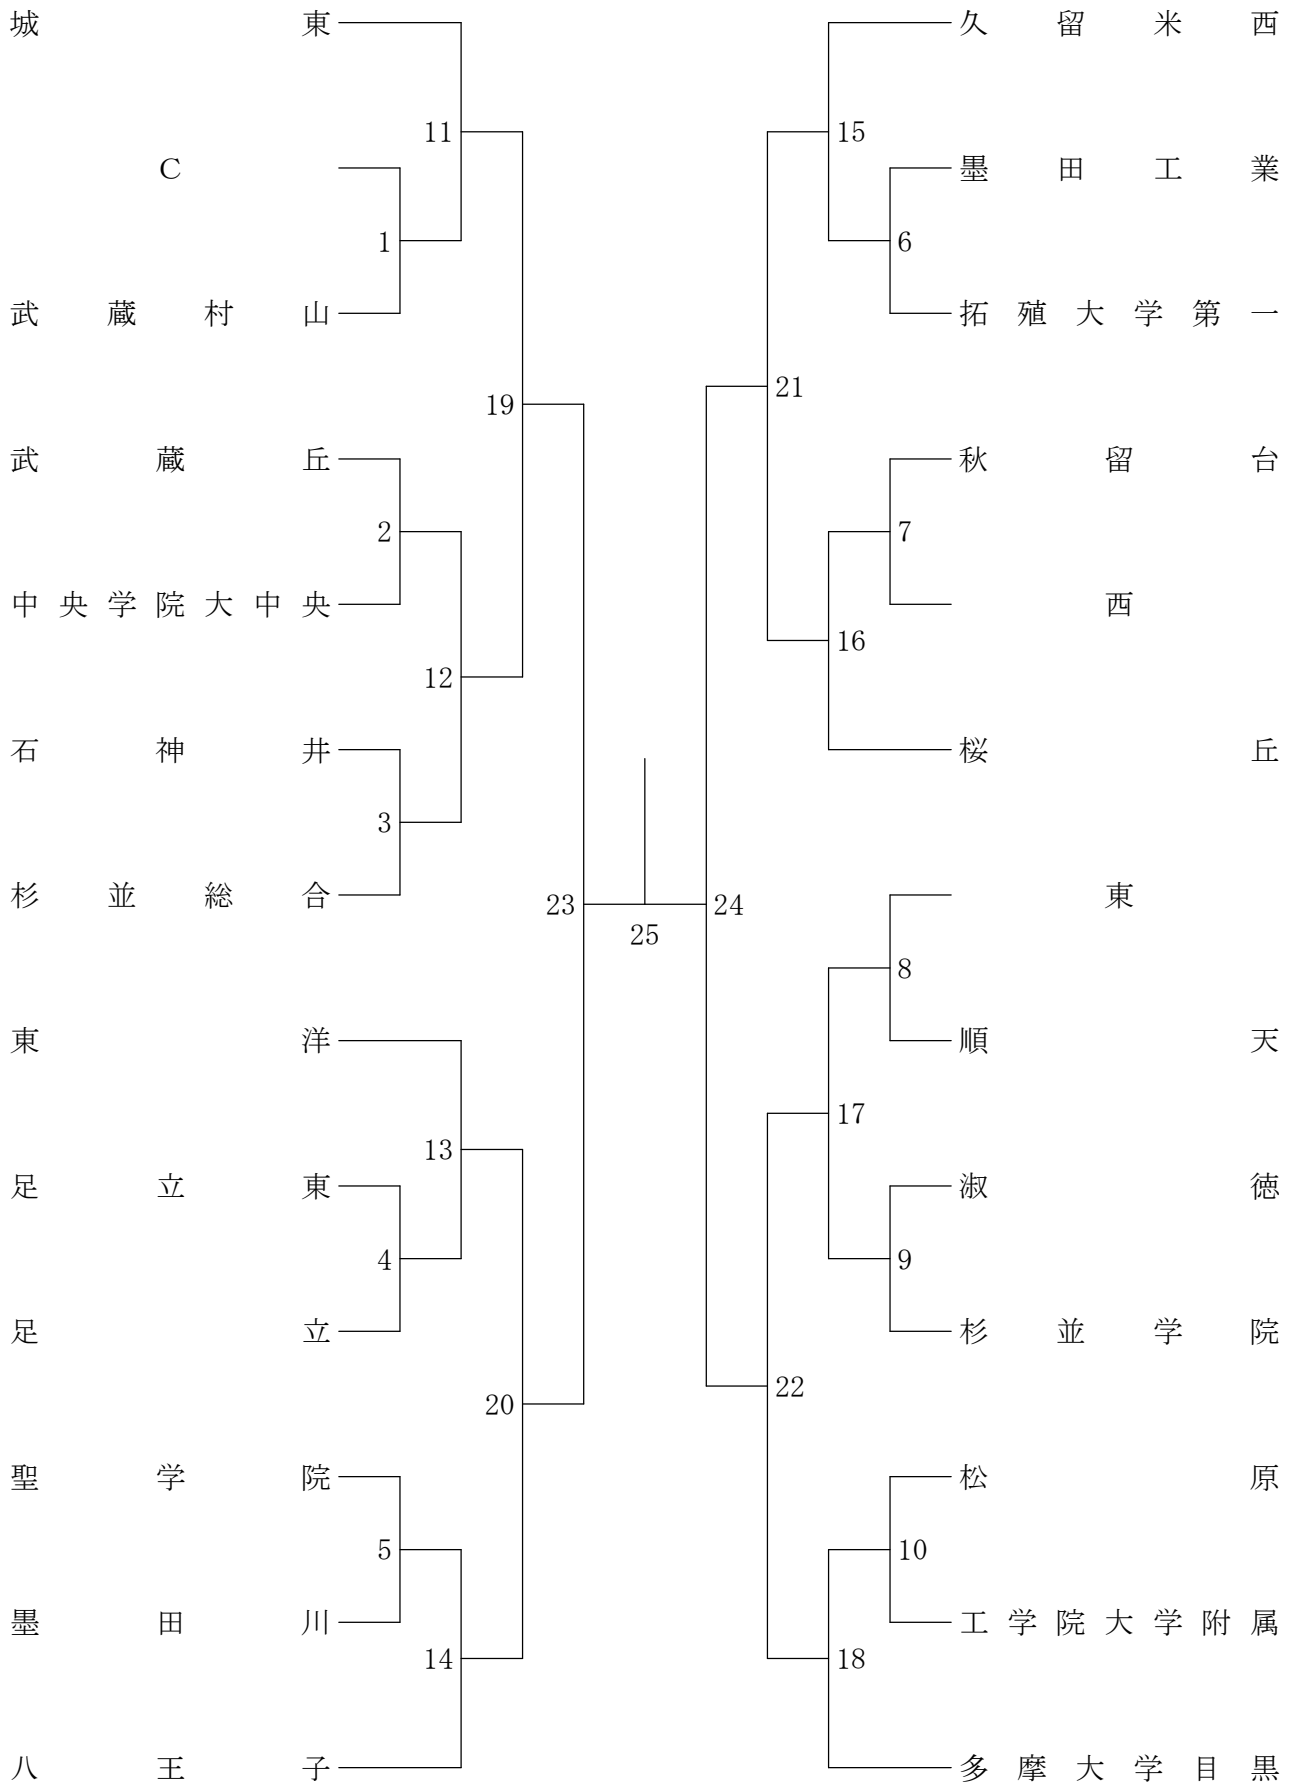 城東
久留米西
11
15
C
墨田工業
1
6
武蔵村山
拓殖大学第一
21
19
武蔵丘
秋留台
2
7
中央学院大中央
西
16
12
石神井
桜丘
3
杉並総合
東
23
24
25
8
東洋
順天
17
13
足立東
淑徳
4
9
足立
杉並学院
22
20
聖学院
松原
5
10
墨田川
工学院大学附属
14
18
八王子
多摩大学目黒